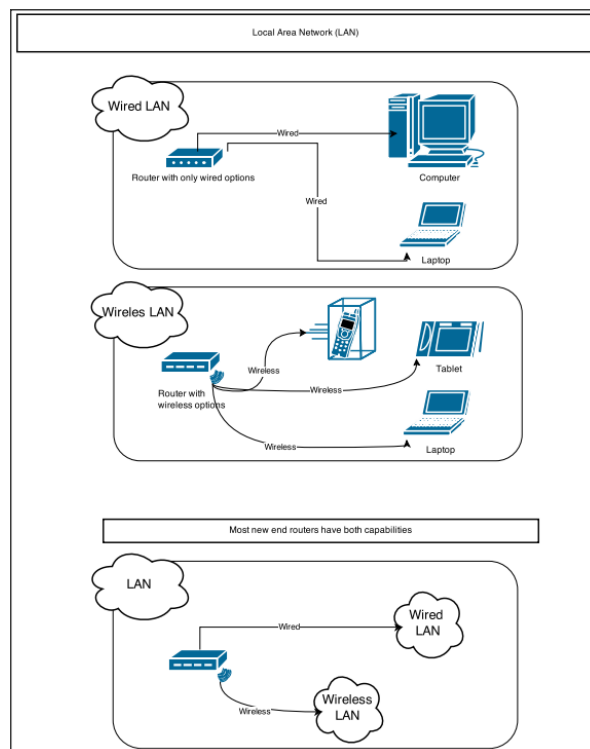 Local Area Network (LAN)
Wired LAN
Wired
Router with only wired options
Computer
Wired
Laptop
Wireles LAN
Wireless
Tablet
Router with
wireless options
Wireless
Wireless
Laptop
Most new end routers have both capabilities
LAN
Wired
LAN
Wired
Wireless
LAN
Wireless